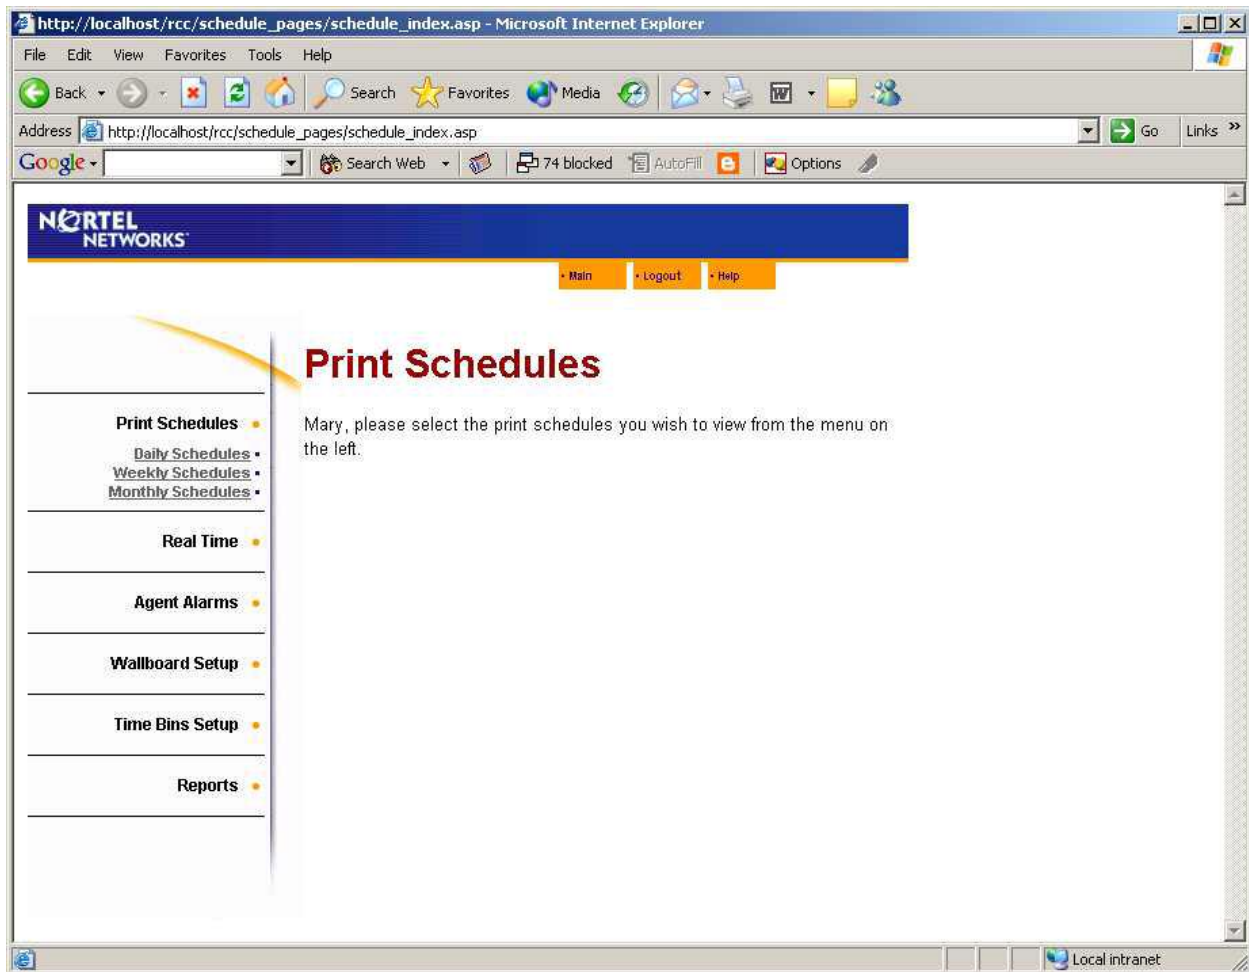 http://localhost/rcc/schedule_pages/schedule_index.asp - Microsoft Internet Explorer
File Edit View Favorites Tools Help
Back Search Favorites Media
Address http://localhost/rcc/schedule_pages/schedule_index.asp Go Links »
Google Search Web 74 blocked AutoFill Options
NORTEL
NETWORKS
• Main • Logout • Help
Print Schedules
Mary, please select the print schedules you wish to view from the menu on
the left.
Print Schedules
Daily Schedules
Weekly Schedules
Monthly Schedules
Real Time
Agent Alarms
Wallboard Setup
Time Bins Setup
Reports
Local intranet